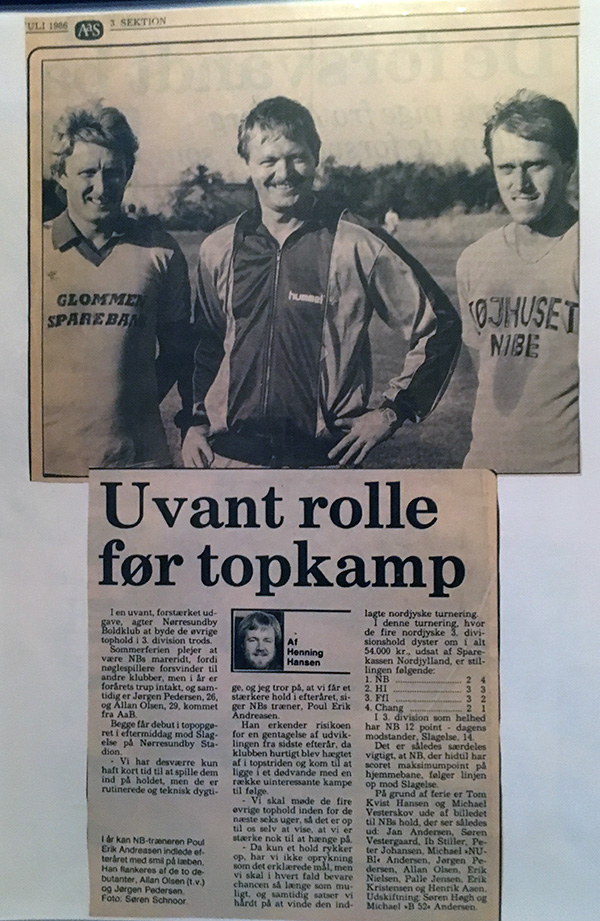 ULI 1986 AaS 3. SEKTION
GLOMMEN
SPAREBAN
hummel
TØJHUSET
NIBE
Uvant rolle
før topkamp
I en uvant, forstærket ud-
gave, agter Nørresundby
Boldklub at byde de øvrige
tophold i 3. division trods.
Sommerferien plejer at
være NBs mareridt, fordi
nøglespillere forsvinder til
andre klubber, men i år er
forårets trup intakt, og sam-
tidig er Jørgen Pedersen, 26,
og Allan Olsen, 29, kommet
fra AaB.
Begge får debut i topopgø-
ret i eftermiddag mod Slag-
else på Nørresundby Sta-
dion.
- Vi har desværre kun
haft kort tid til at spille dem
ind på holdet, men de er
rutinerede og teknisk dygti-
I år kan NB-træneren Poul
Erik Andreasen indlede ef-
teråret med smil på læben.
Han flankeres af de to de-
butanter, Allan Olsen (t.v.)
og Jørgen Pedersen.
Foto: Søren Schnoor.
Af
Henning
Hansen
ge, og jeg tror på, at vi får et
stærkere hold i efteråret, si-
ger NBs træner, Poul Erik
Andreasen.
Han erkender risikoen
for en gentagelse af udvik-
lingen fra sidste efterår, da
klubben hurtigt blev hægtet
af i topstriden og kom til at
ligge i et dødvande med en
række uinteressante kampe
til følge.
- Vi skal møde de fire
øvrige tophold inden for de
næste seks uger, så det er op
til os selv at vise, at vi er
stærke nok til at hænge på.
- Da kun et hold rykker
op, har vi ikke oprykning
som det erklærede mål, men
vi skal i hvert fald bevare
chancen så længe som mu-
ligt, og samtidig satser vi
hårdt på at vinde den ind-
lagte nordjyske turnering.
I denne turnering, hvor
de fire nordjyske 3. divi-
sionshold dyster om i alt
54.000 kr., udsat af Spare-
kassen Nordjylland, er stil-
lingen følgende:
1. NB 2 4
2. HI 3 3
3. FfI 3 2
4. Chang 2 1
I 3. division som helhed
har NB 12 point - dagens
modstander, Slagelse, 14.
Det er således særdeles
vigtigt, at NB, der hidtil har
scoret maksimumpoint på
hjemmebane, følger linjen
op mod Slagelse.
På grund af ferie er Tom
Kvist Hansen og Michael
Vesterskov ude af billedet
til NBs hold, der ser således
ud: Jan Andersen, Søren
Vestergaard, Ib Stiller, Pe-
ter Johansen, Michael »NU-
BI« Andersen, Jørgen Pe-
dersen, Allan Olsen, Erik
Nielsen, Palle Jensen, Erik
Kristensen og Henrik Aaen.
Udskiftning: Søren Høgh og
Michael »B 52« Andersen.